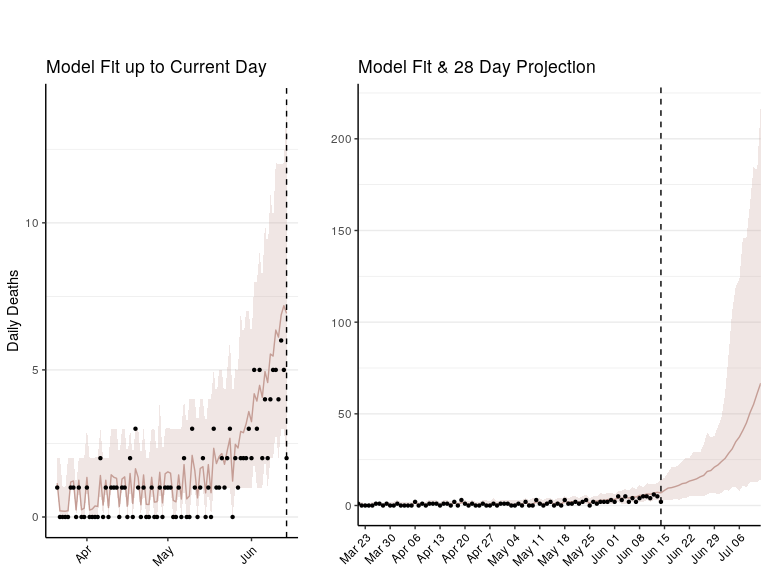 Model Fit up to Current Day
Daily Deaths
10
5
0
Apr
May
Jun
Model Fit & 28 Day Projection
200
150
100
50
0
Mar 23
Mar 30
Apr 06
Apr 13
Apr 20
Apr 27
May 04
May 11
May 18
May 25
Jun 01
Jun 08
Jun 15
Jun 22
Jun 29
Jul 06